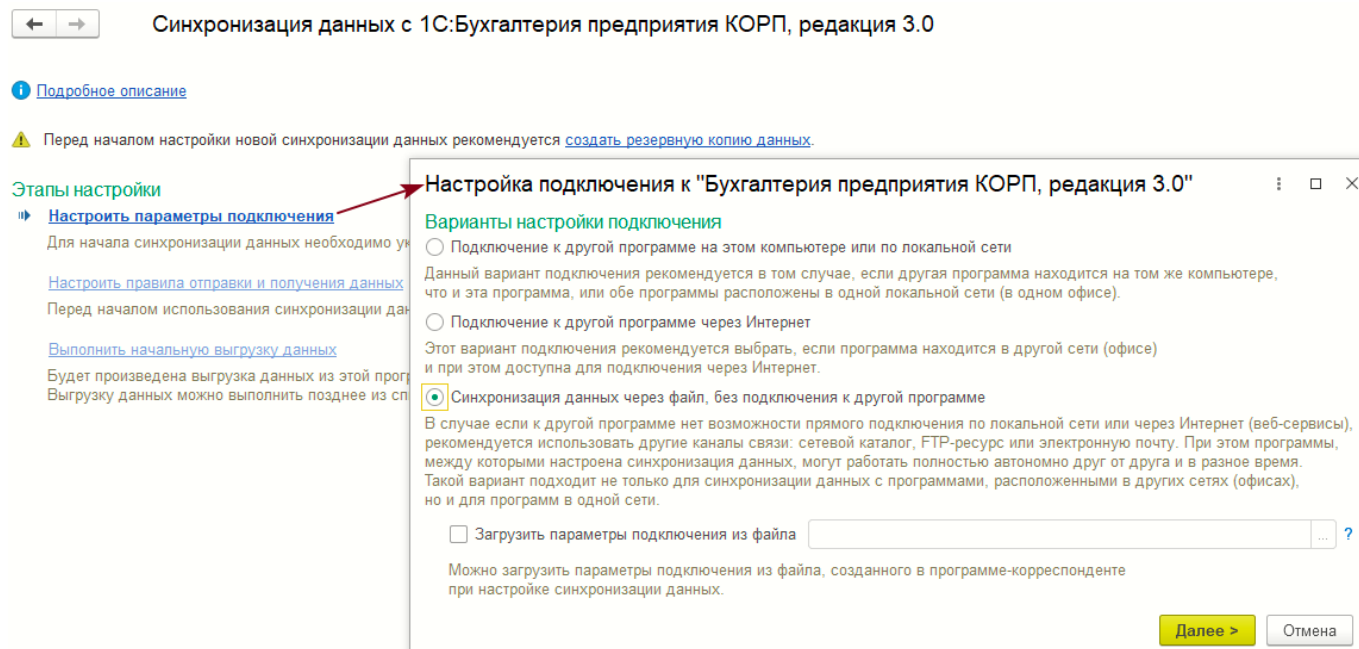 Синхронизация данных с 1С:Бухгалтерия предприятия КОРП, редакция 3.0
Подробное описание
Перед началом настройки новой синхронизации данных рекомендуется создать резервную копию данных.
Этапы настройки
Настроить параметры подключения
Для начала синхронизации данных необходимо
Настроить правила отправки и получения данных
Перед началом использования синхронизации
Выполнить начальную выгрузку данных
Будет произведена выгрузка данных из этой
Выгрузку данных можно выполнить позднее из
Настройка подключения к "Бухгалтерия предприятия КОРП, редакция 3.0"
Варианты настройки подключения
Подключение к другой программе на этом компьютере или по локальной сети
Данный вариант подключения рекомендуется в том случае, если другая программа находится на том же компьютере,
что и эта программа, или обе программы расположены в одной локальной сети (в одном офисе).
Подключение к другой программе через Интернет
Этот вариант подключения рекомендуется выбрать, если программа находится в другой сети (офисе)
и при этом доступна для подключения через Интернет.
Синхронизация данных через файл, без подключения к другой программе
В случае если к другой программе нет возможности прямого подключения по локальной сети или через Интернет (веб-сервисы),
рекомендуется использовать другие каналы связи: сетевой каталог, FTP-ресурс или электронную почту. При этом программы,
между которыми настроена синхронизация данных, могут работать полностью автономно друг от друга и в разное время.
Такой вариант подходит не только для синхронизации данных с программами, расположенными в других сетях (офисах),
но и для программ в одной сети.
Загрузить параметры подключения из файла ... ?
Можно загрузить параметры подключения из файла, созданного в программе-корреспонденте
при настройке синхронизации данных.
Далее > Отмена